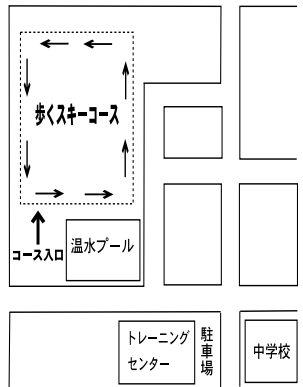 歩くスキーコース
コース入口
温水プール
トレーニング
センター
駐車場
中学校